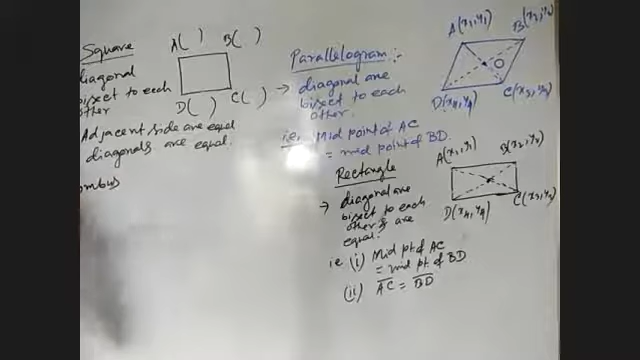 Square
A( ) B( )
D( ) C( )
diagonal
bisect to each
other
Adjacent side are equal
diagonals are equal.
ombus
Parallelogram :-
→ diagonal are
bisect to each
other.
i.e. Mid point of AC
= mid point of BD.
A(x₁,y₁) B(x₂,y₂)
O
D(x₄,y₄) C(x₃,y₃)
Rectangle
→ diagonal are
bisect to each
other & are
equal.
i.e (i) Mid pt of AC
= mid pt of BD
(ii) A̅C̅ = B̅D̅
A(x₁,y₁) B(x₂,y₂)
D(x₄,y₄) C(x₃,y₃)